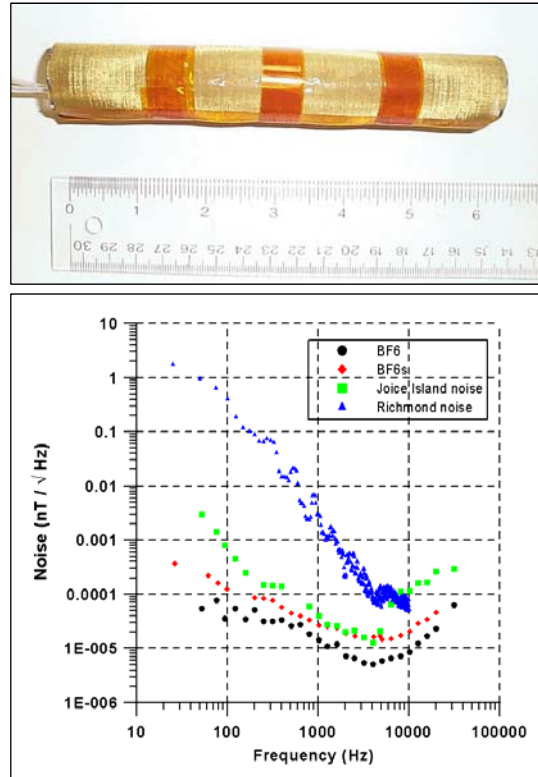 0 1 2 3 4 5 6
30 29 28 27 26 25 24 23 22 21 20 19 18 17 16 15 14 13
BF6
BF6si
Joice Island noise
Richmond noise
10
1
0.1
0.01
0.001
0.0001
1E-005
1E-006
Noise (nT / √ Hz)
10 100 1000 10000 100000
Frequency (Hz)